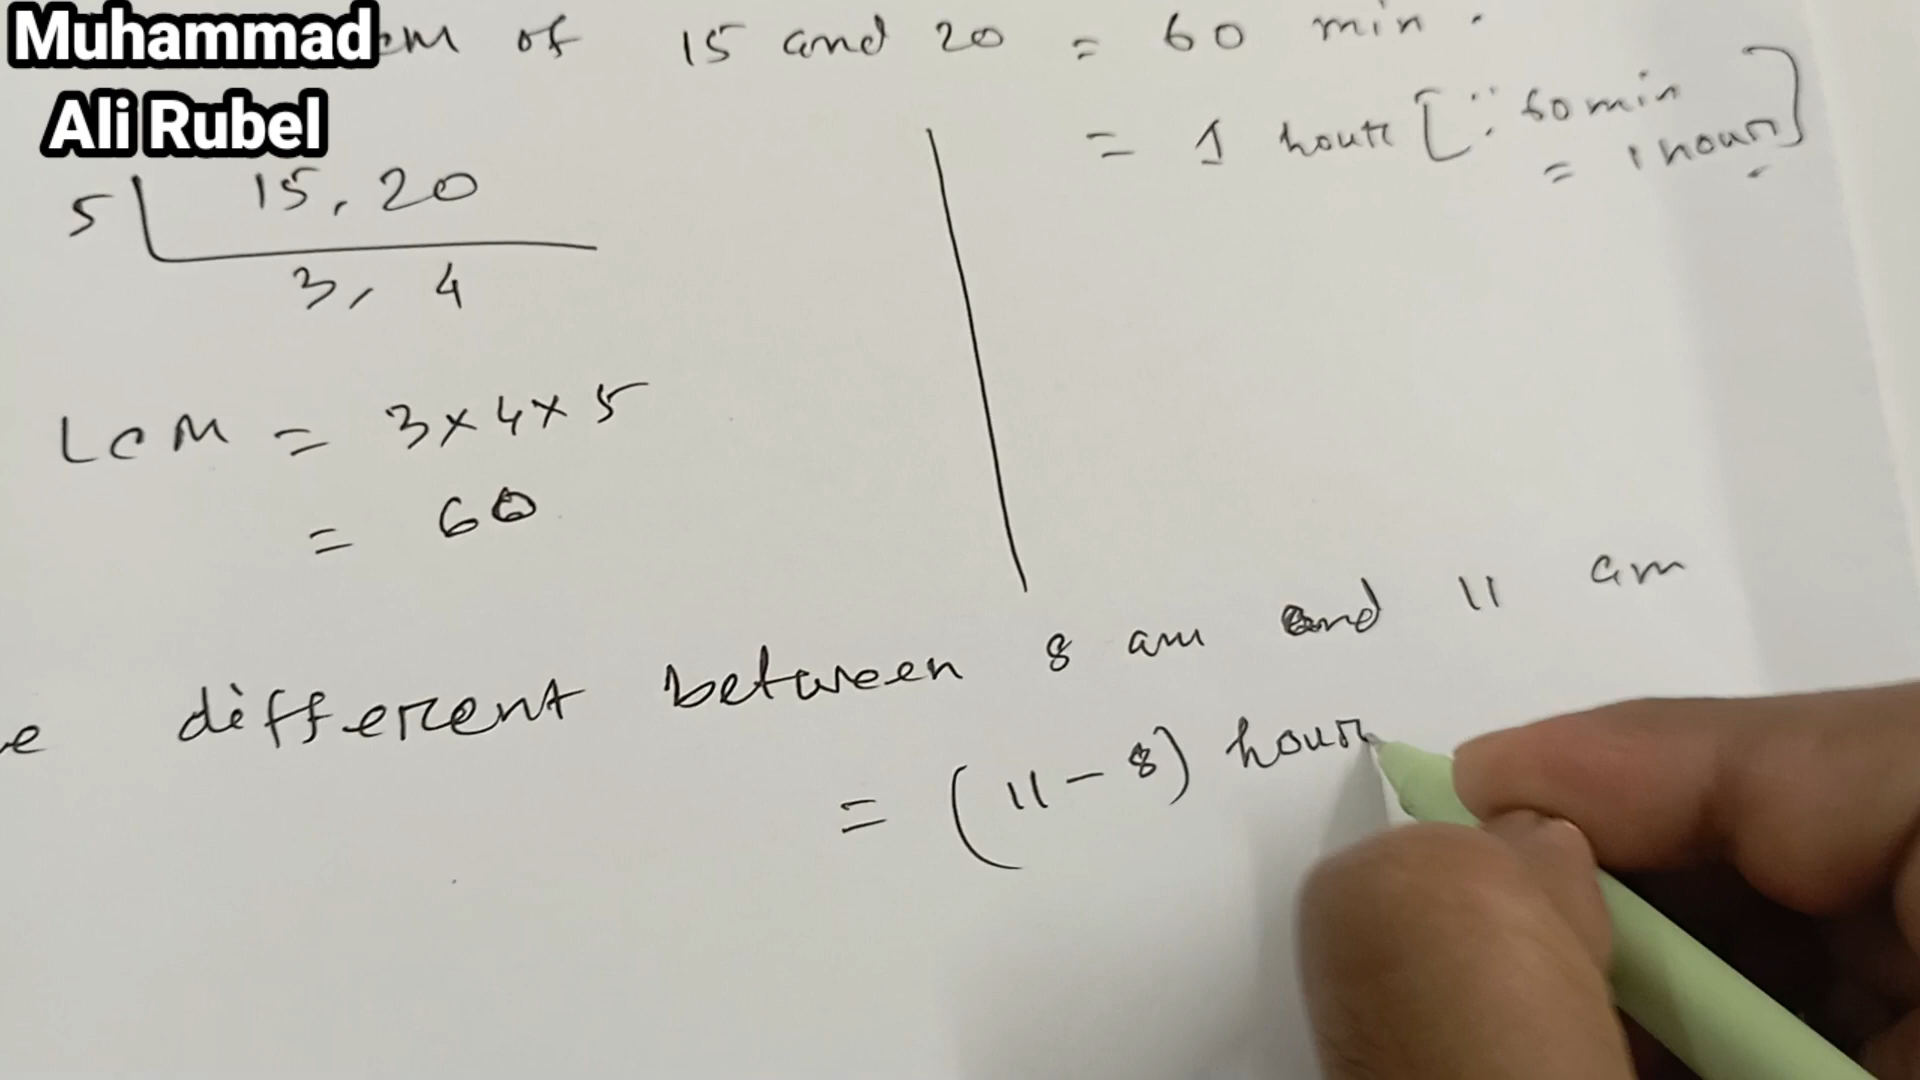 Muhammad
Ali Rubel
of 15 and 20 = 60 min.
= 1 hour [∵ 60 min
= 1 hour]
5 | 15, 20
3, 4
LCM = 3×4×5
= 60
different between 8 am and 11 am
= (11-8) hour